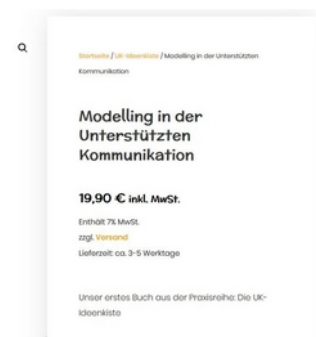 Startseite / UK-Ideenkiste / Modelling in der Unterstützten
Kommunikation
Modelling in der
Unterstützten
Kommunikation
19,90 € inkl. MwSt.
Enthält 7% MwSt.
zzgl. Versand
Lieferzeit: ca. 3-5 Werktage
Unser erstes Buch aus der Praxisreihe: Die UK-
Ideenkiste